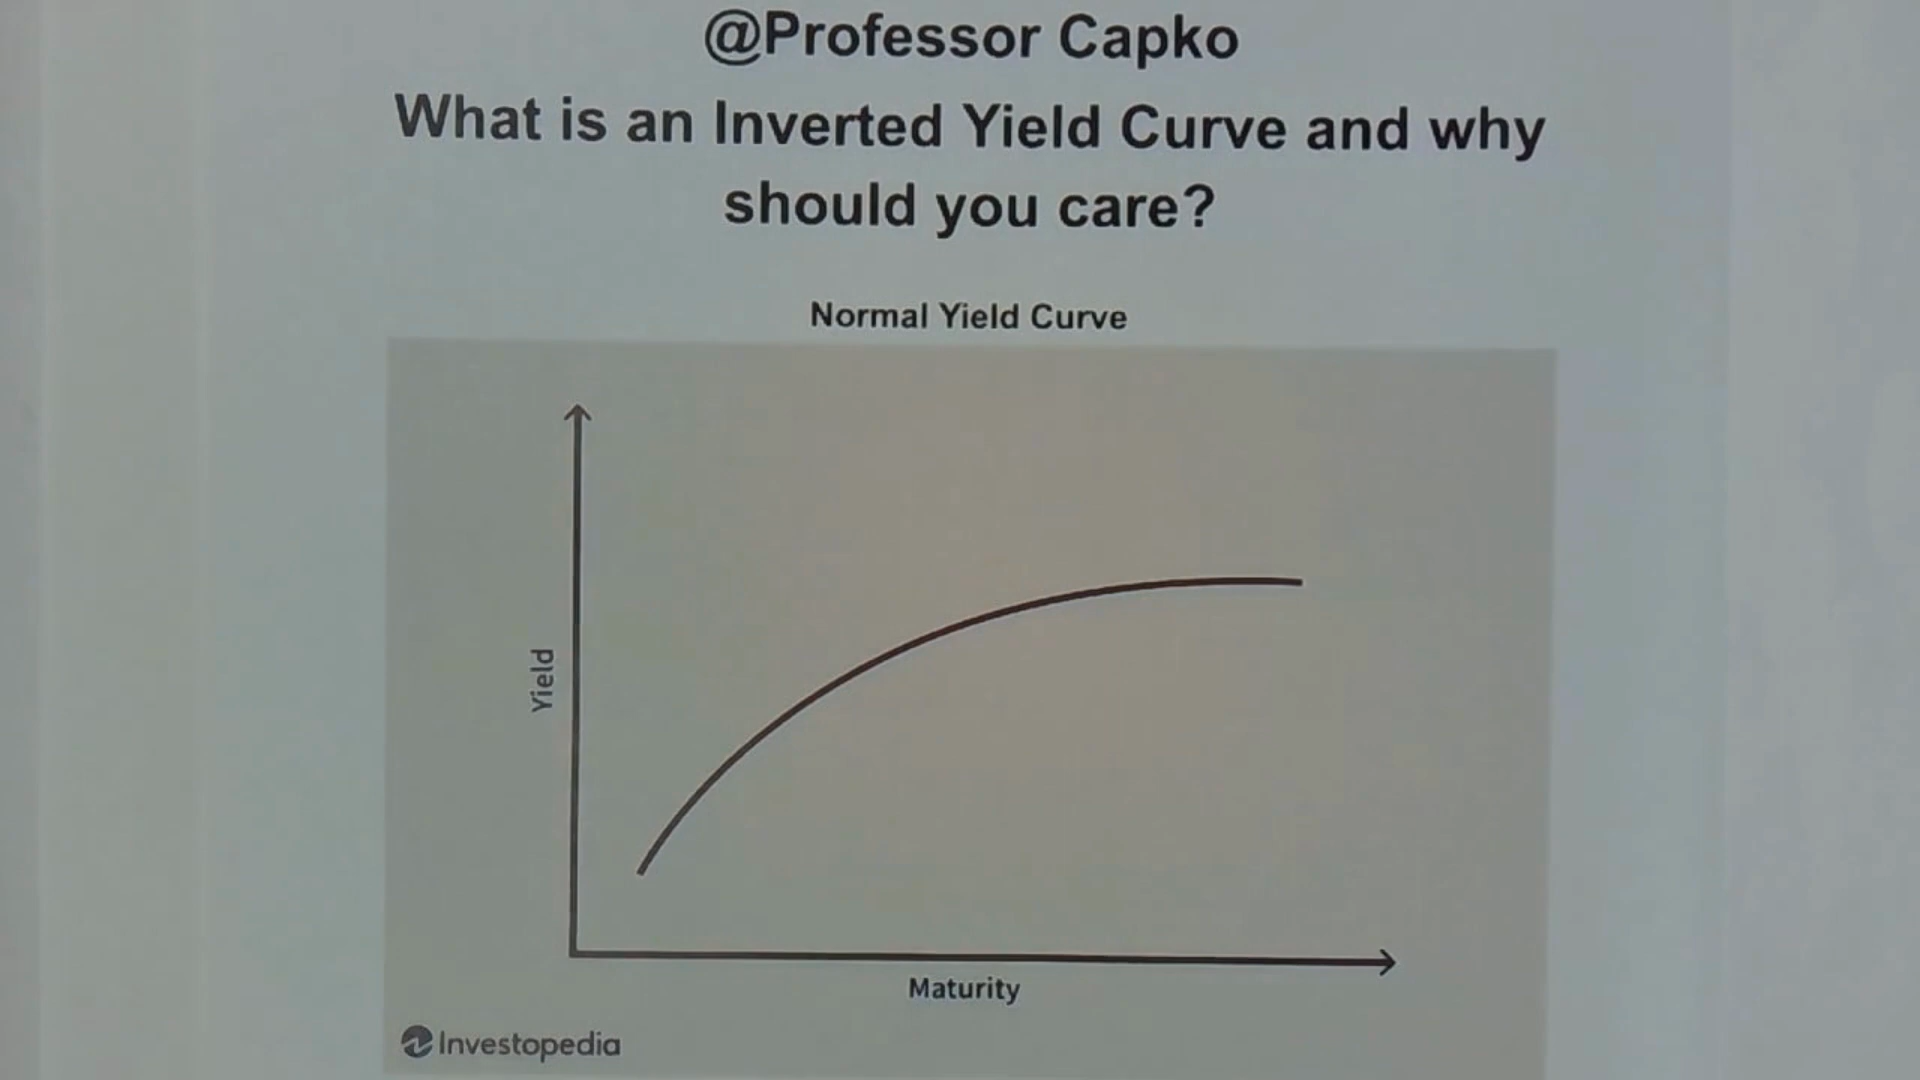 @Professor Capko
What is an Inverted Yield Curve and why
should you care?
Normal Yield Curve
Yield
Maturity
Investopedia